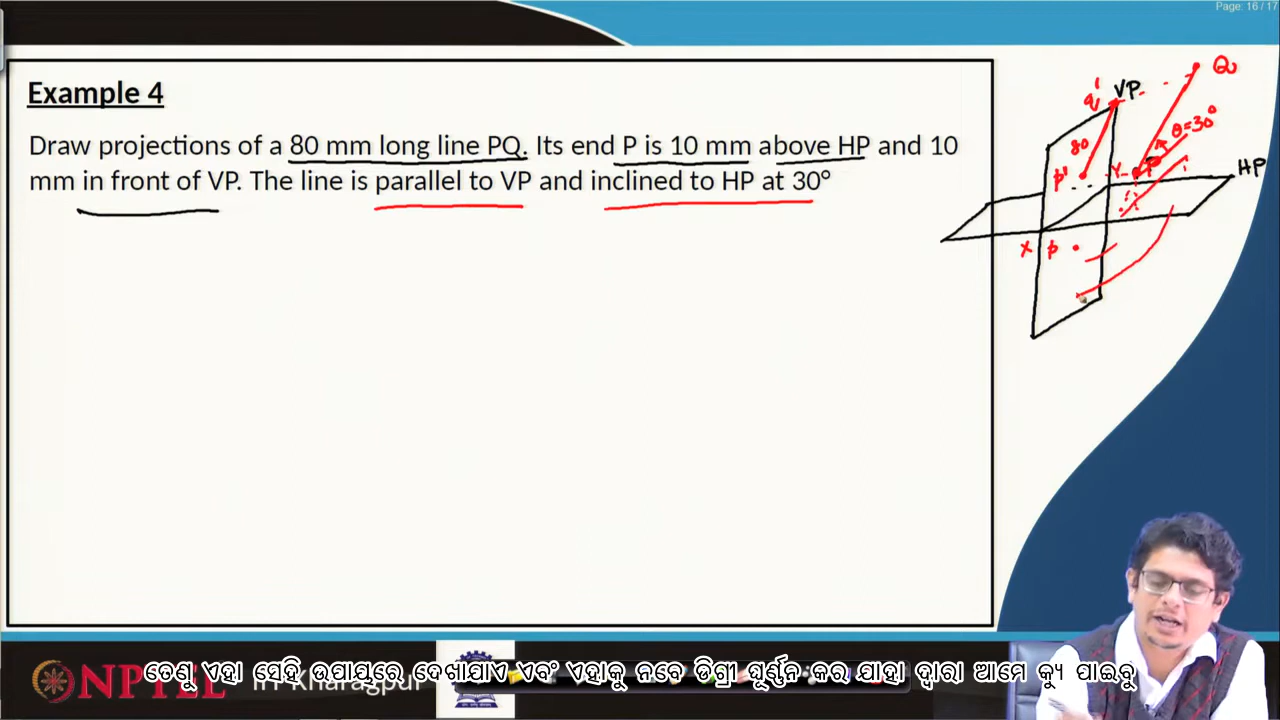 Page: 16 / 17
Example 4
Draw projections of a 80 mm long line PQ. Its end P is 10 mm above HP and 10
mm in front of VP. The line is parallel to VP and inclined to HP at 30°
Q
q' VP
θ=30°
80
p' Y P
HP
X p
NPTEL
IIT Kharagpur
ତେଣୁ ଏହା ସେହି ଉପାୟରେ ଦେଖାଯାଏ ଏବଂ ଏହାକୁ ନବେ ଡିଗ୍ରୀ ଘୂର୍ଣ୍ଣନ କର ଯାହା ଦ୍ୱାରା ଆମେ କ୍ୟୁ ପାଇବୁ